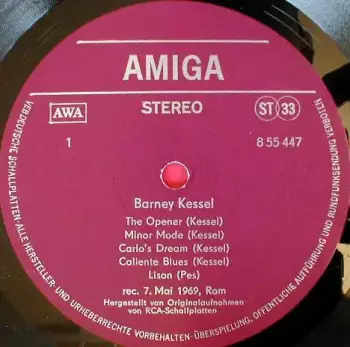 AMIGA
AWA
STEREO
ST 33
1
8 55 447
Barney Kessel
The Opener (Kessel)
Minor Mode (Kessel)
Carlo's Dream (Kessel)
Caliente Blues (Kessel)
Lison (Pes)
rec. 7. Mai 1969, Rom
Hergestellt von Originalaufnahmen
von RCA-Schallplatten
VEB DEUTSCHE SCHALLPLATTEN · ALLE HERSTELLER- UND URHEBERRECHTE VORBEHALTEN · ÜBERSPIELUNG, ÖFFENTLICHE AUFFÜHRUNG UND RUNDFUNKSENDUNG VERBOTEN